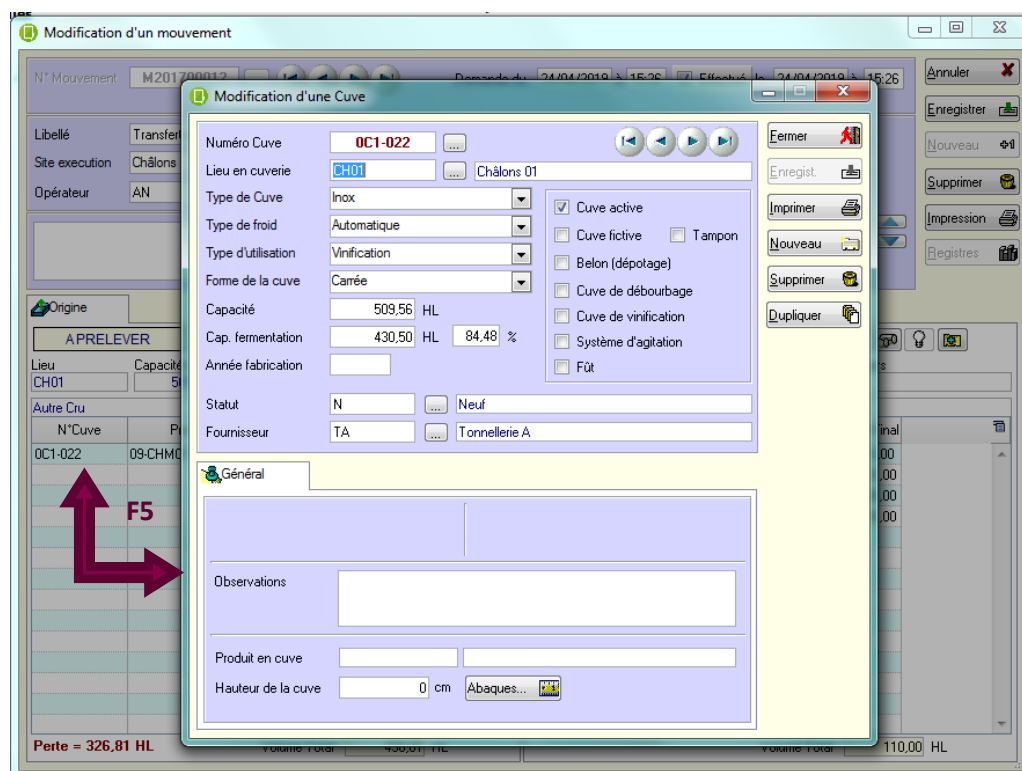 Modification d'un mouvement
N° Mouvement M201700012 Demande du 24/04/2019 à 15:26 Effectué le 24/04/2019 à 15:26
Annuler
Enregistrer
Nouveau
Supprimer
Impression
Registres
Libellé Transfert
Site execution Châlons
Opérateur AN
Origine
A PRELEVER
Lieu Capacité
CH01
Autre Cru
N°Cuve
0C1-022 09-CHMC
F5
Perte = 326,81 HL
Volume Total 436,81 HL
Volume Total 110,00 HL
Modification d'une Cuve
Numéro Cuve 0C1-022 ...
Lieu en cuverie CH01 ... Châlons 01
Type de Cuve Inox
Type de froid Automatique
Type d'utilisation Vinification
Forme de la cuve Carrée
Capacité 509,56 HL
Cap. fermentation 430,50 HL 84,48 %
Année fabrication
Cuve active
Cuve fictive Tampon
Belon (dépotage)
Cuve de débourbage
Cuve de vinification
Système d'agitation
Fût
Statut N ... Neuf
Fournisseur TA ... Tonnellerie A
Fermer
Enregist.
Imprimer
Nouveau
Supprimer
Dupliquer
Général
Observations
Produit en cuve
Hauteur de la cuve 0 cm Abaques...